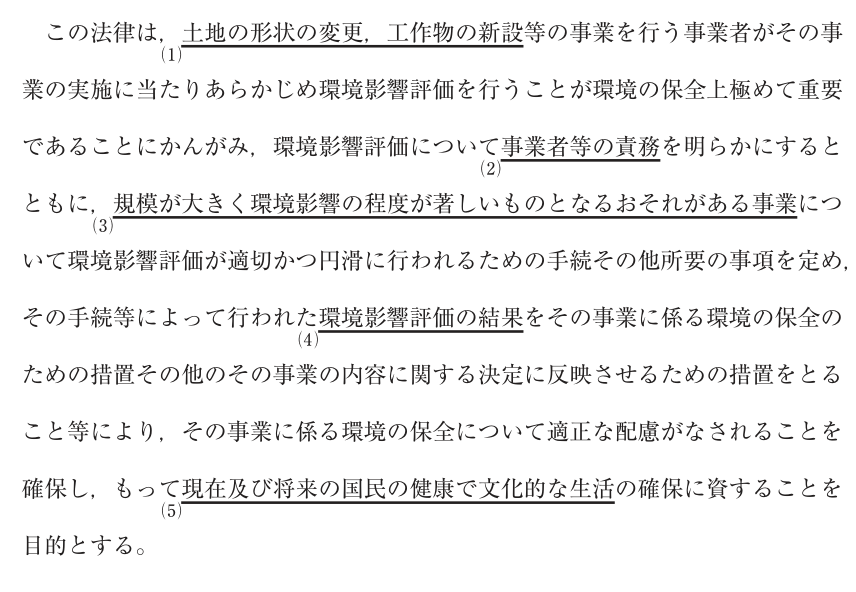 この法律は，土地の形状の変更，工作物の新設等の事業を行う事業者がその事
(1)
業の実施に当たりあらかじめ環境影響評価を行うことが環境の保全上極めて重要
であることにかんがみ，環境影響評価について事業者等の責務を明らかにすると
(2)
ともに，規模が大きく環境影響の程度が著しいものとなるおそれがある事業につ
(3)
いて環境影響評価が適切かつ円滑に行われるための手続その他所要の事項を定め，
その手続等によって行われた環境影響評価の結果をその事業に係る環境の保全の
(4)
ための措置その他のその事業の内容に関する決定に反映させるための措置をとる
こと等により，その事業に係る環境の保全について適正な配慮がなされることを
確保し，もって現在及び将来の国民の健康で文化的な生活の確保に資することを
(5)
目的とする。